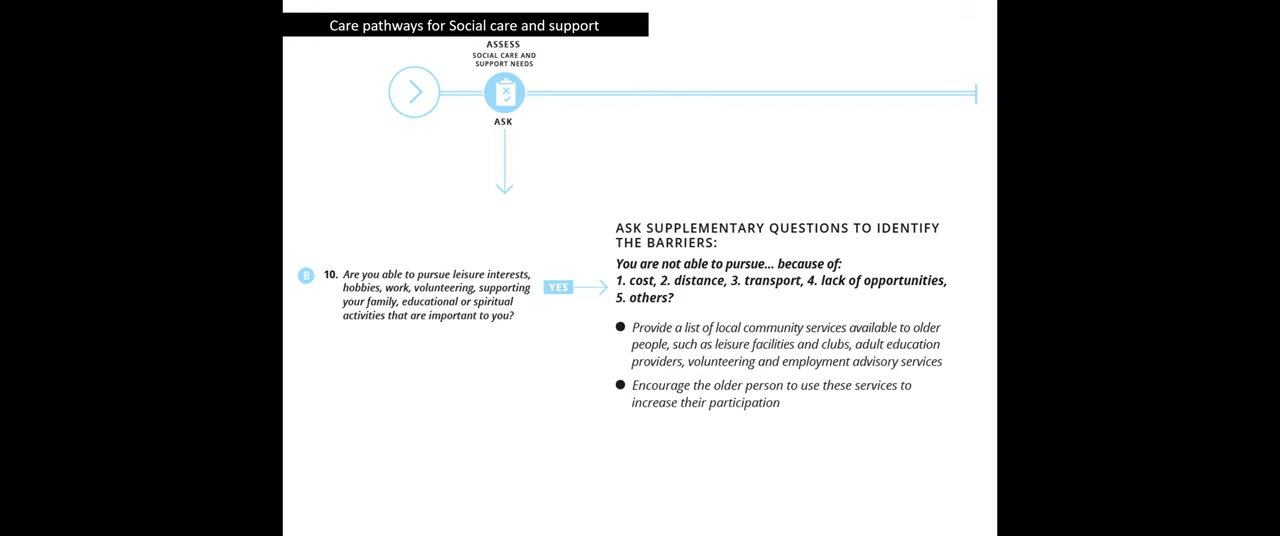 Care pathways for Social care and support
ASSESS
SOCIAL CARE AND
SUPPORT NEEDS
ASK
ASK SUPPLEMENTARY QUESTIONS TO IDENTIFY
THE BARRIERS:
You are not able to pursue... because of:
1. cost, 2. distance, 3. transport, 4. lack of opportunities,
5. others?
B 10. Are you able to pursue leisure interests,
hobbies, work, volunteering, supporting
your family, educational or spiritual
activities that are important to you?
YES
● Provide a list of local community services available to older
people, such as leisure facilities and clubs, adult education
providers, volunteering and employment advisory services
● Encourage the older person to use these services to
increase their participation